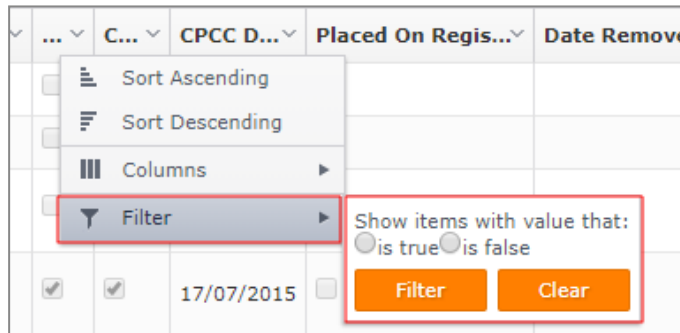 ... C... CPCC D... Placed On Regis... Date Remove
Sort Ascending
Sort Descending
Columns
Filter
Show items with value that:
is true is false
Filter Clear
17/07/2015